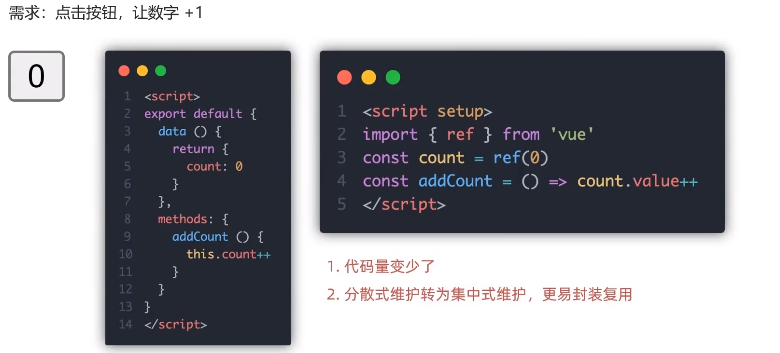 需求：点击按钮，让数字 +1
0
1 <script>
2 export default {
3   data () {
4     return {
5       count: 0
6     }
7   },
8   methods: {
9     addCount () {
10       this.count++
11     }
12   }
13 }
14 </script>
1 <script setup>
2 import { ref } from 'vue'
3 const count = ref(0)
4 const addCount = () => count.value++
5 </script>
1. 代码量变少了
2. 分散式维护转为集中式维护，更易封装复用